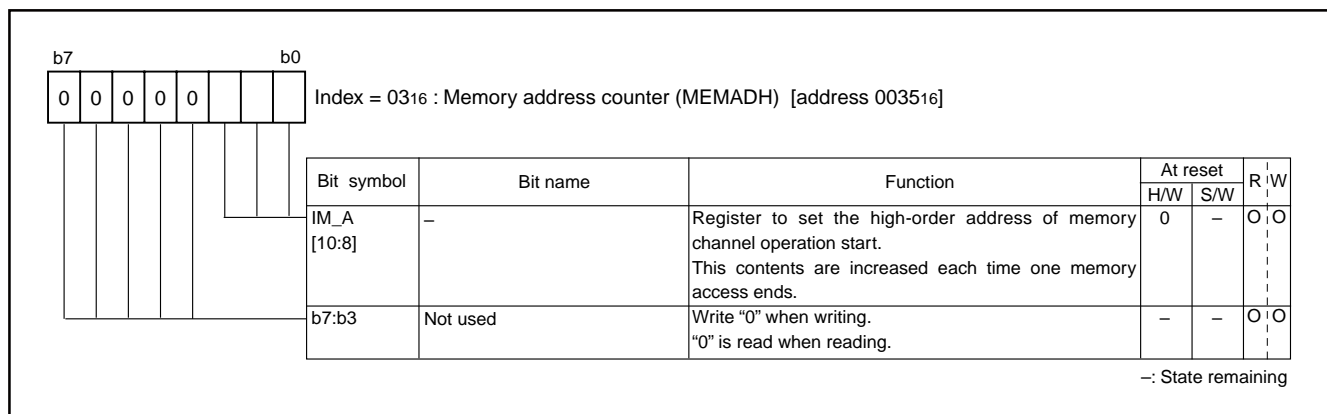 b7 b0
0 0 0 0 0 Index = 0316 : Memory address counter (MEMADH) [address 003516]
Bit symbol Bit name Function At reset R W
H/W S/W
IM_A – Register to set the high-order address of memory 0 – O O
[10:8] channel operation start.
This contents are increased each time one memory
access ends.
b7:b3 Not used Write “0” when writing. – – O O
“0” is read when reading.
–: State remaining